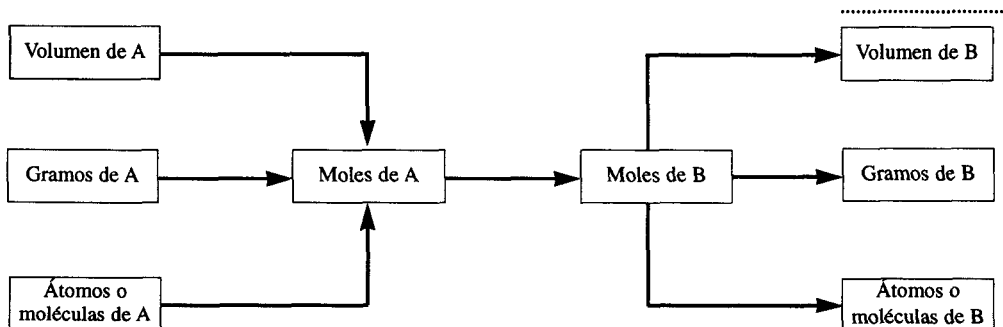 Volumen de A
Volumen de B
Gramos de A
Moles de A
Moles de B
Gramos de B
Átomos o
moléculas de A
Átomos o
moléculas de B